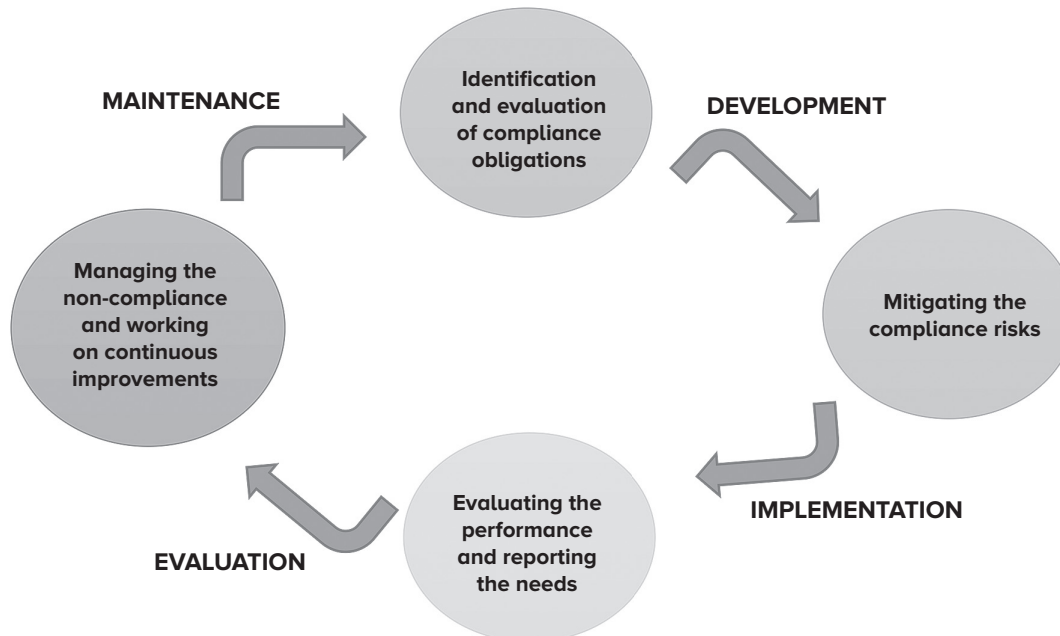 MAINTENANCE
Identification
and evaluation
of compliance
obligations
DEVELOPMENT
Managing the
non-compliance
and working
on continuous
improvements
Mitigating the
compliance risks
Evaluating the
performance
and reporting
the needs
IMPLEMENTATION
EVALUATION